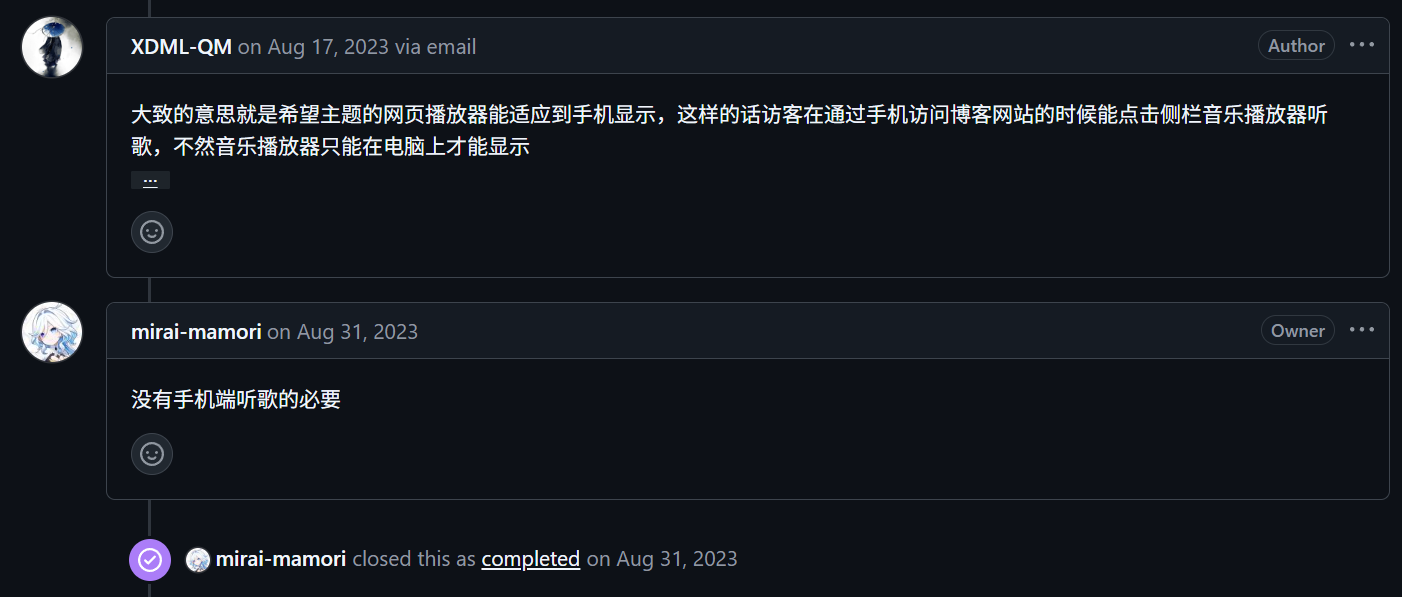 XDML-QM on Aug 17, 2023 via email
Author
大致的意思就是希望主题的网页播放器能适应到手机显示，这样的话访客在通过手机访问博客网站的时候能点击侧栏音乐播放器听
歌，不然音乐播放器只能在电脑上才能显示
...
mirai-mamori on Aug 31, 2023
Owner
没有手机端听歌的必要
mirai-mamori closed this as completed on Aug 31, 2023